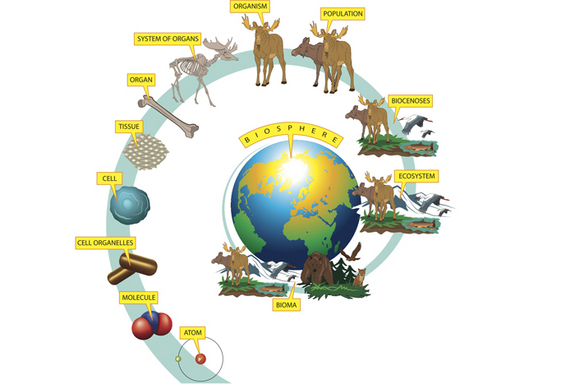 ORGANISM
POPULATION
SYSTEM OF ORGANS
ORGAN
BIOCENOSES
TISSUE
BIOSPHERE
ECOSYSTEM
CELL
CELL ORGANELLES
MOLECULE
BIOMA
ATOM